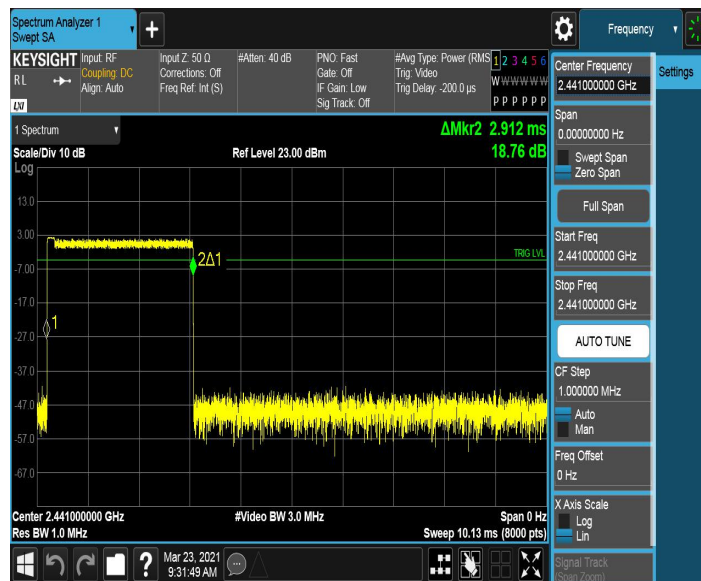 Spectrum Analyzer 1
Swept SA
Frequency
KEYSIGHT
RL
LXI
Input: RF
Coupling: DC
Align: Auto
Input Z: 50 Ω
Corrections: Off
Freq Ref: Int (S)
#Atten: 40 dB
PNO: Fast
Gate: Off
IF Gain: Low
Sig Track: Off
#Avg Type: Power (RMS
Trig: Video
Trig Delay: -200.0 µs
1 2 3 4 5 6
W W W W W W
P P P P P P
1 Spectrum
ΔMkr2 2.912 ms
18.76 dB
Scale/Div 10 dB
Ref Level 23.00 dBm
Log
13.0
3.00
-7.00
-17.0
-27.0
-37.0
-47.0
-57.0
-67.0
TRIG LVL
2Δ1
1
Center 2.441000000 GHz
#Video BW 3.0 MHz
Span 0 Hz
Res BW 1.0 MHz
Sweep 10.13 ms (8000 pts)
Center Frequency
2.441000000 GHz
Settings
Span
0.00000000 Hz
Swept Span
Zero Span
Full Span
Start Freq
2.441000000 GHz
Stop Freq
2.441000000 GHz
AUTO TUNE
CF Step
1.000000 MHz
Auto
Man
Freq Offset
0 Hz
X Axis Scale
Log
Lin
Signal Track
(Span Zoom)
?
Mar 23, 2021
9:31:49 AM